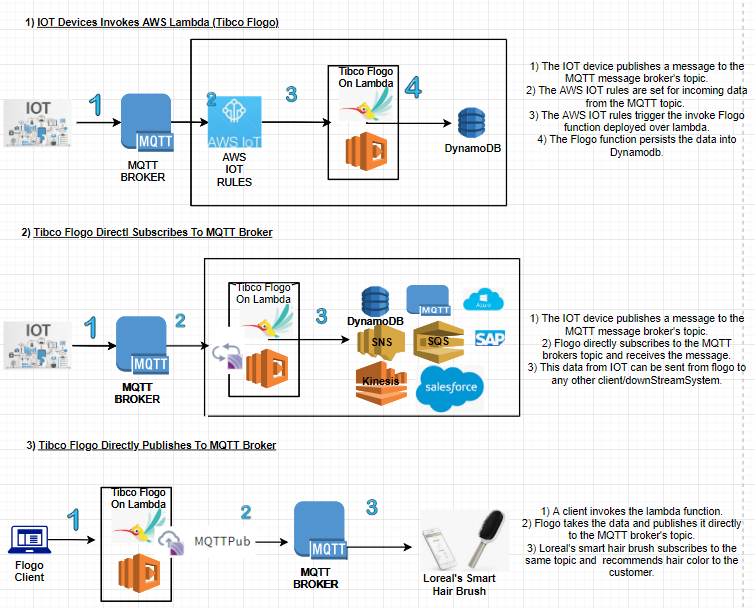 1) IOT Devices Invokes AWS Lambda (Tibco Flogo)
IOT
1
MQTT
MQTT
BROKER
2
AWS IoT
AWS
IOT
RULES
3
Tibco Flogo
On Lambda
4
DynamoDB
1) The IOT device publishes a message to the
MQTT message broker's topic.
2) The AWS IOT rules are set for incoming data
from the MQTT topic.
3) The AWS IOT rules trigger the invoke Flogo
function deployed over lambda.
4) The Flogo function persists the data into
Dynamodb.
2) Tibco Flogo Directl Subscribes To MQTT Broker
IOT
1
MQTT
MQTT
BROKER
2
Tibco Flogo
On Lambda
3
DynamoDB
MQTT
Azure
SNS
SQS
SAP
Kinesis
salesforce
1) The IOT device publishes a message to the
MQTT message broker's topic.
2) Flogo directly subscribes to the MQTT
brokers topic and receives the message.
3) This data from IOT can be sent from flogo to
any other client/downStreamSystem.
3) Tibco Flogo Directly Publishes To MQTT Broker
Flogo
Client
1
Tibco Flogo
On Lambda
MQTTPub
2
MQTT
MQTT
BROKER
3
Loreal's Smart
Hair Brush
1) A client invokes the lambda function.
2) Flogo takes the data and publishes it directly
to the MQTT broker's topic.
3) Loreal's smart hair brush subscribes to the
same topic and recommends hair color to the
customer.